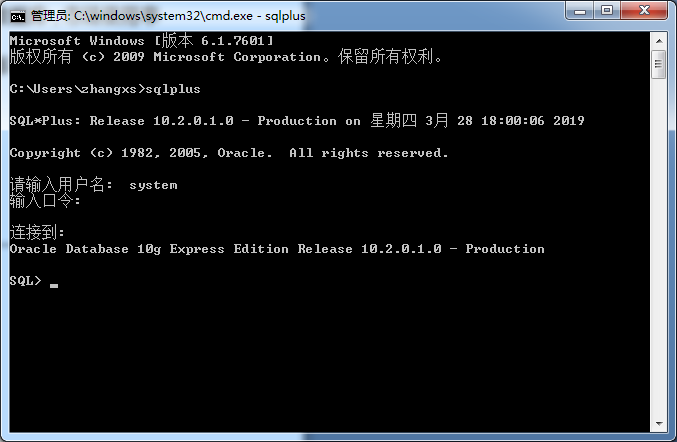 管理员: C:\windows\system32\cmd.exe - sqlplus
Microsoft Windows [版本 6.1.7601]
版权所有 (c) 2009 Microsoft Corporation。保留所有权利。
C:\Users\zhangxs>sqlplus
SQL*Plus: Release 10.2.0.1.0 - Production on 星期四 3月 28 18:00:06 2019
Copyright (c) 1982, 2005, Oracle.  All rights reserved.
请输入用户名:  system
输入口令:
连接到:
Oracle Database 10g Express Edition Release 10.2.0.1.0 - Production
SQL> _